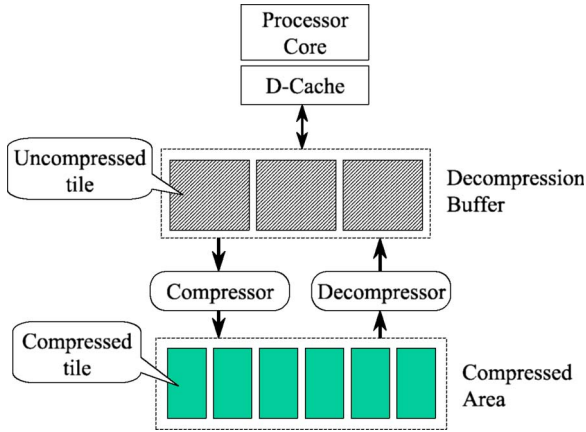 Processor
Core
D-Cache
Uncompressed
tile
Decompression
Buffer
Compressor
Decompressor
Compressed
tile
Compressed
Area